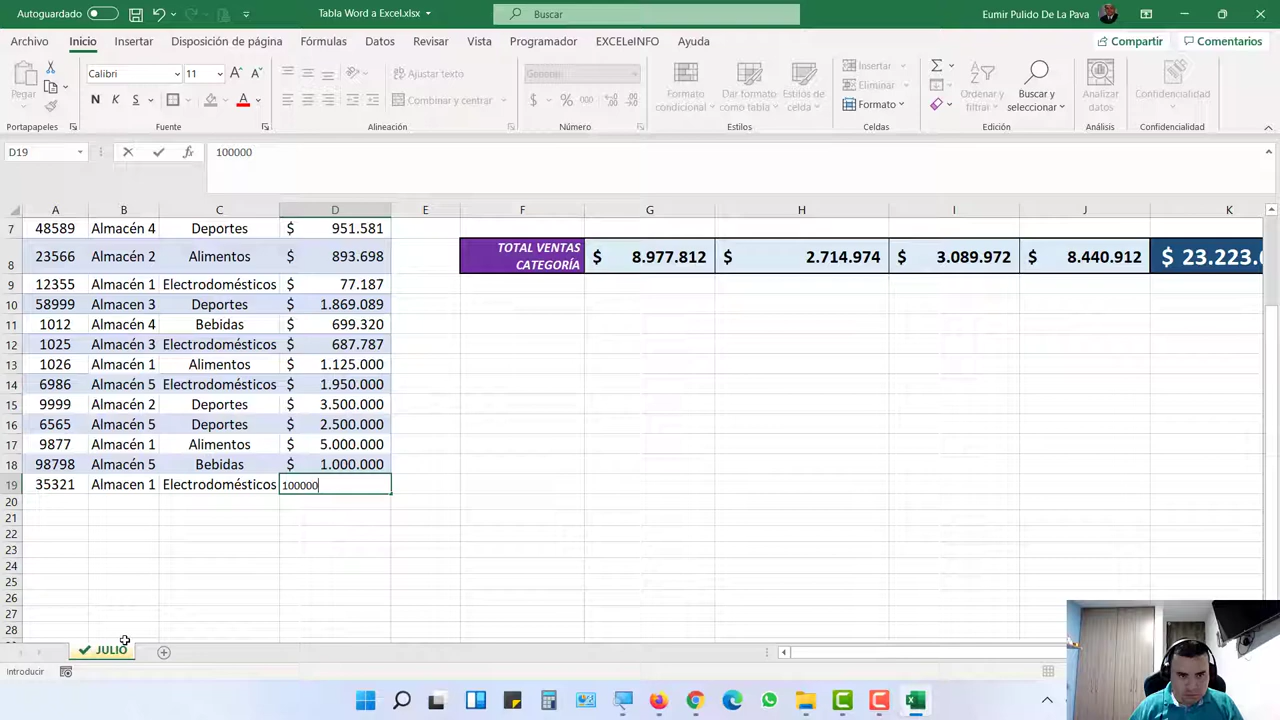 Autoguardado
Tabla Word a Excel.xlsx
Buscar
Eumir Pulido De La Pava
Archivo Inicio Insertar Disposición de página Fórmulas Datos Revisar Vista Programador EXCELeINFO Ayuda
Compartir Comentarios
Pegar
Calibri 11
N K S
Ajustar texto
Combinar y centrar
General
$ % 000
Formato condicional
Dar formato como tabla
Estilos de celda
Insertar
Eliminar
Formato
Ordenar y filtrar
Buscar y seleccionar
Analizar datos
Confidencialidad
Portapapeles Fuente Alineación Número Estilos Celdas Edición Análisis Confidencialidad
D19 fx 100000
A B C D E F G H I J K
7 48589 Almacén 4 Deportes $ 951.581
8 23566 Almacén 2 Alimentos $ 893.698 TOTAL VENTAS CATEGORÍA $ 8.977.812 $ 2.714.974 $ 3.089.972 $ 8.440.912 $ 23.223.
9 12355 Almacén 1 Electrodomésticos $ 77.187
10 58999 Almacen 3 Deportes $ 1.869.089
11 1012 Almacén 4 Bebidas $ 699.320
12 1025 Almacén 3 Electrodomésticos $ 687.787
13 1026 Almacén 1 Alimentos $ 1.125.000
14 6986 Almacén 5 Electrodomésticos $ 1.950.000
15 9999 Almacén 2 Deportes $ 3.500.000
16 6565 Almacén 5 Deportes $ 2.500.000
17 9877 Almacén 1 Alimentos $ 5.000.000
18 98798 Almacén 5 Bebidas $ 1.000.000
19 35321 Almacen 1 Electrodomésticos 100000
20
21
22
23
24
25
26
27
28
JULIO
Introducir